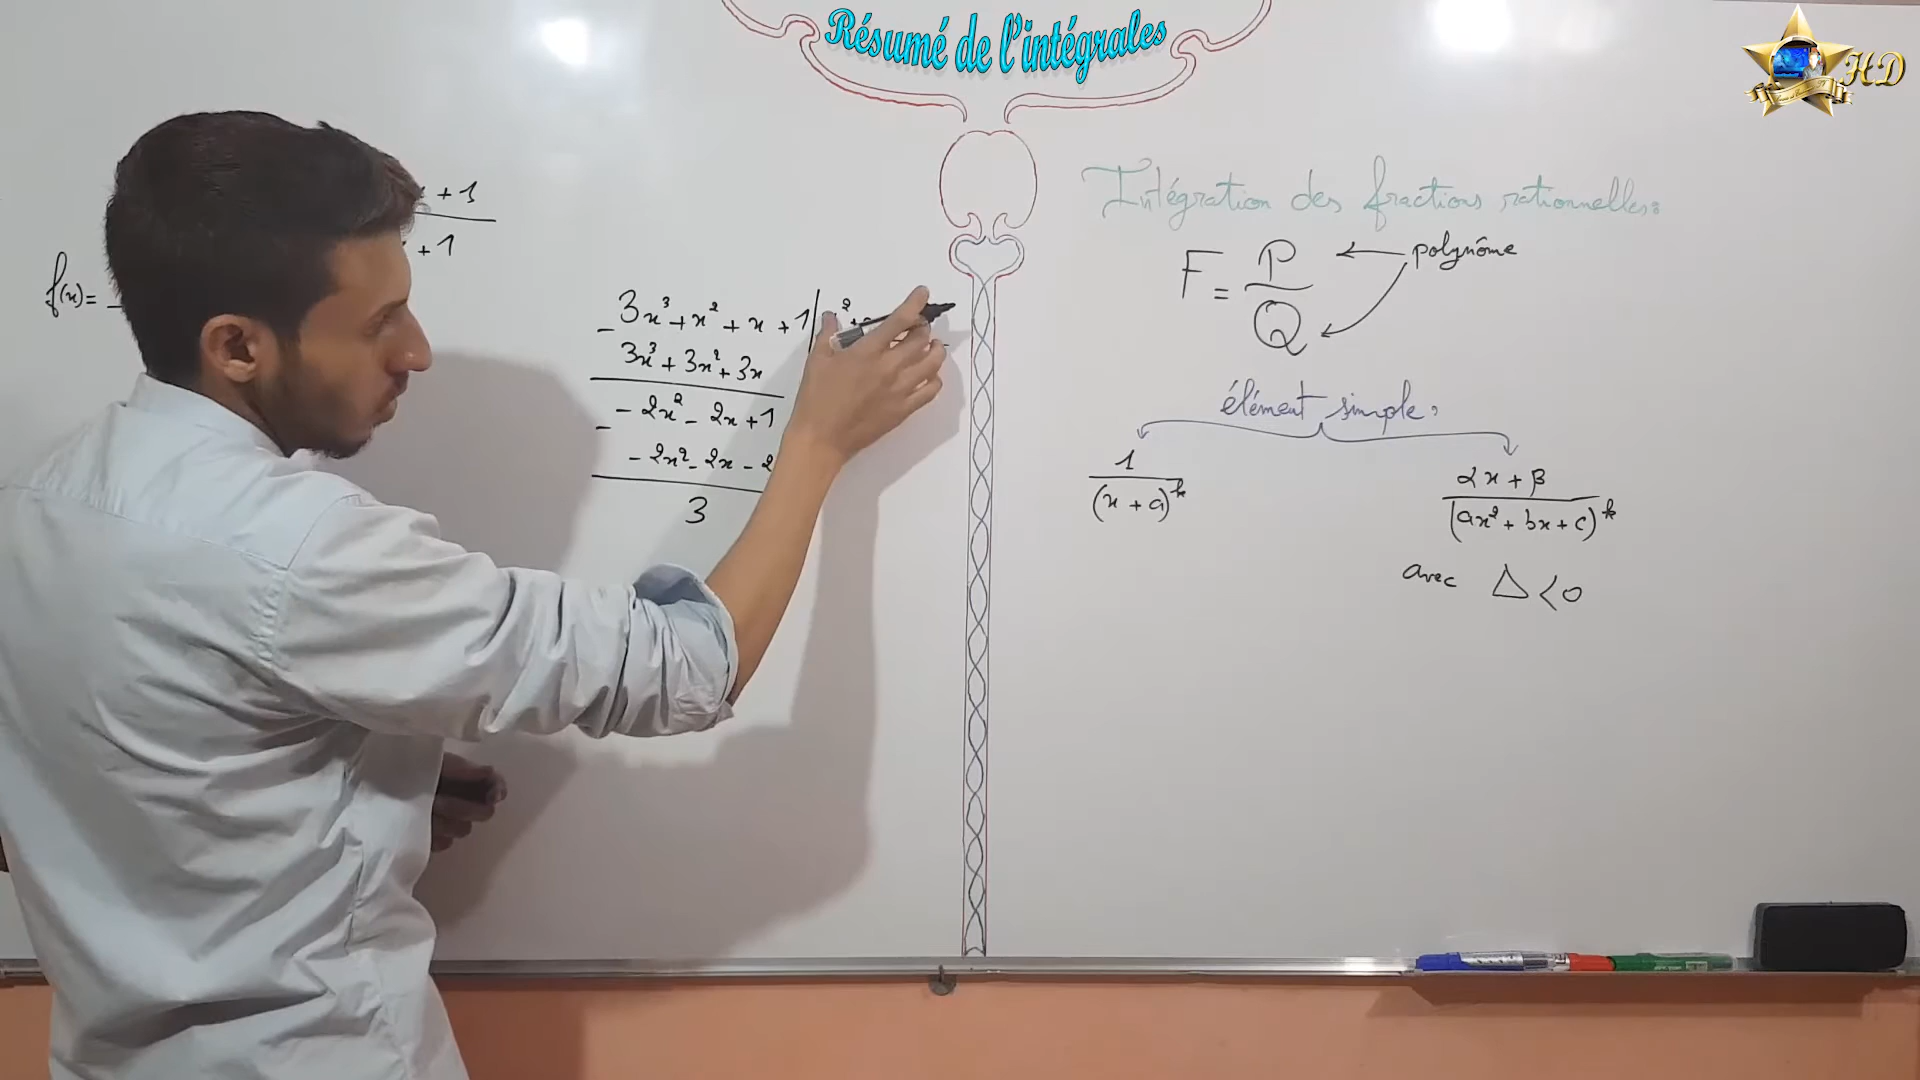 Résumé de l'intégrales
HD
+ 1
+ 1
f(x) =
- 3x³ + x² + x + 1
3x³ + 3x² + 3x
- - 2x² - 2x + 1
- 2x² - 2x - 2
3
Intégration des fractions rationnelles:
F = P / Q
polynôme
élément simple:
1 / (x + a)^k
αx + β / (ax² + bx + c)^k
avec Δ < 0